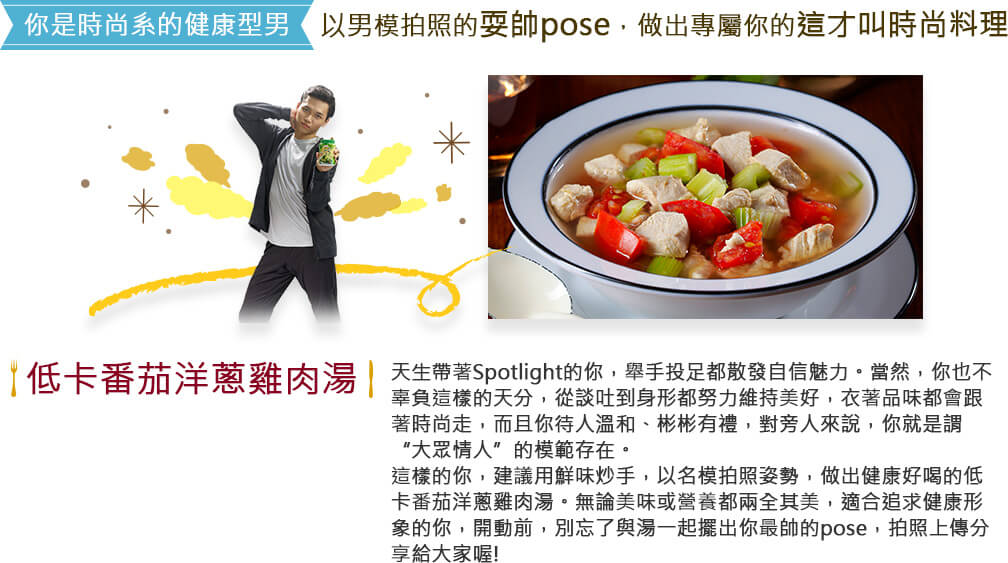 你是時尚系的健康型男
以男模拍照的耍帥pose，做出專屬你的這才叫時尚料理
低卡番茄洋蔥雞肉湯
天生帶著Spotlight的你，舉手投足都散發自信魅力。當然，你也不
辜負這樣的天分，從談吐到身形都努力維持美好，衣著品味都會跟
著時尚走，而且你待人溫和、彬彬有禮，對旁人來說，你就是謂
“大眾情人”的模範存在。
這樣的你，建議用鮮味炒手，以名模拍照姿勢，做出健康好喝的低
卡番茄洋蔥雞肉湯。無論美味或營養都兩全其美，適合追求健康形
象的你，開動前，別忘了與湯一起擺出你最帥的pose，拍照上傳分
享給大家喔!